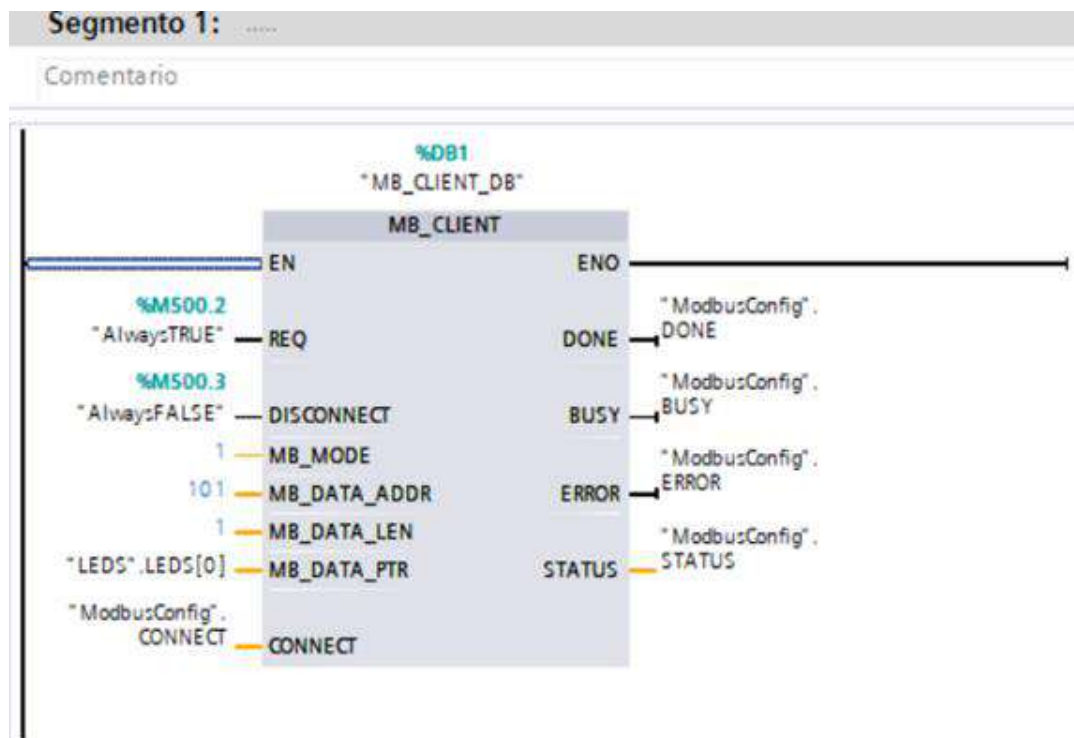 Segmento 1: .....
Comentario
%DB1
"MB_CLIENT_DB"
MB_CLIENT
EN ENO
%M500.2
"AlwaysTRUE" REQ
DONE "ModbusConfig".
DONE
%M500.3
"AlwaysFALSE" DISCONNECT
BUSY "ModbusConfig".
BUSY
1 MB_MODE
101 MB_DATA_ADDR
ERROR "ModbusConfig".
ERROR
1 MB_DATA_LEN
"LEDS".LEDS[0] MB_DATA_PTR
STATUS "ModbusConfig".
STATUS
"ModbusConfig".
CONNECT CONNECT